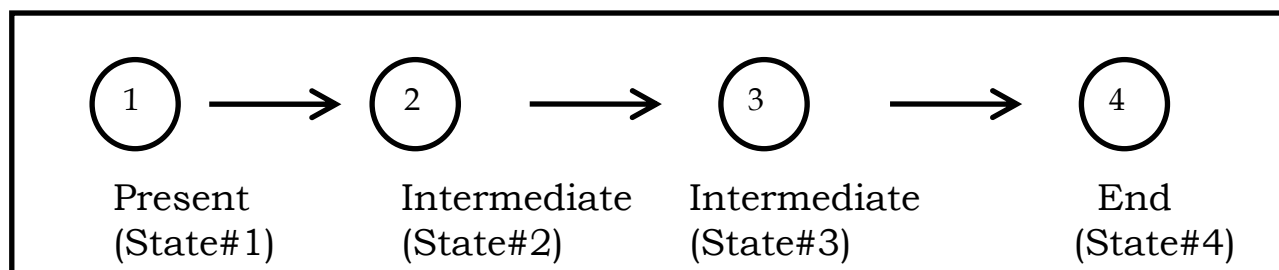 1 2 3 4
Present Intermediate Intermediate End
(State#1) (State#2) (State#3) (State#4)